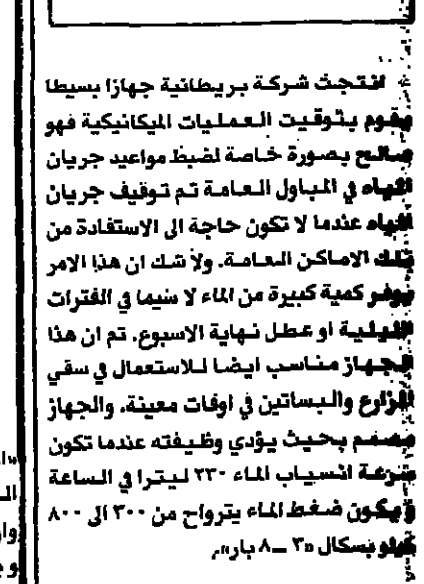 انتجت شركة بريطانية جهازا بسيطا
يقوم بتوقيت العمليات الميكانيكية فهو
صالح بصورة خاصة لضبط مواعيد جريان
المياه في المباول العامة تم توقيف جريان
المياه عندما لا تكون حاجة الى الاستفادة من
تلك الاماكن العامة. ولا شك ان هذا الامر
يوفر كمية كبيرة من الماء لا سيما في الفترات
الليلية او عطل نهاية الاسبوع. تم ان هذا
الجهاز مناسب ايضا للاستعمال في سقي
المزارع والبساتين في اوقات معينة. والجهاز
مصمم بحيث يؤدي وظيفته عندما تكون
سرعة انسياب الماء ٢٣٠ ليترا في الساعة
ويكون ضغط الماء يترواح من ٣٠٠ الى ٨٠٠
كيلو بسكال «٣ ــ ٨ بار».